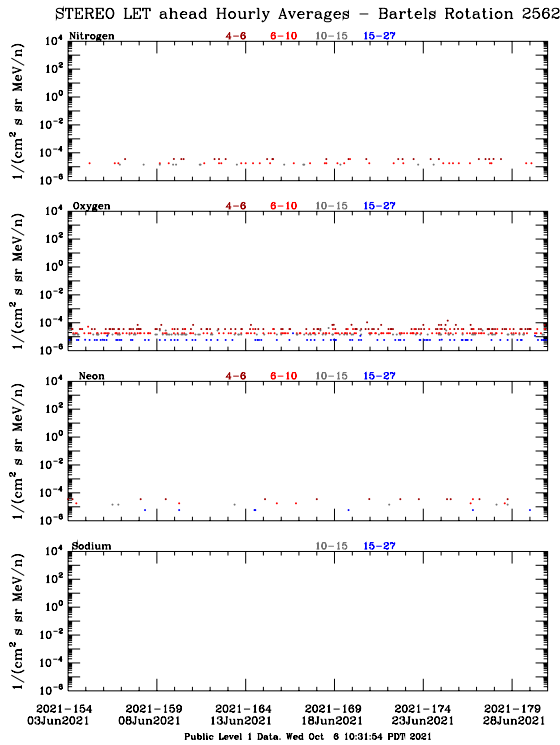 STEREO LET ahead Hourly Averages - Bartels Rotation 2562
Nitrogen 4-6 6-10 10-15 15-27
10^4
10^2
10^0
10^-2
10^-4
10^-6
1/(cm^2 s sr MeV/n)
Oxygen 4-6 6-10 10-15 15-27
10^4
10^2
10^0
10^-2
10^-4
10^-6
1/(cm^2 s sr MeV/n)
Neon 4-6 6-10 10-15 15-27
10^4
10^2
10^0
10^-2
10^-4
10^-6
1/(cm^2 s sr MeV/n)
Sodium 10-15 15-27
10^4
10^2
10^0
10^-2
10^-4
10^-6
1/(cm^2 s sr MeV/n)
2021-154 2021-159 2021-164 2021-169 2021-174 2021-179
03Jun2021 08Jun2021 13Jun2021 18Jun2021 23Jun2021 28Jun2021
Public Level 1 Data, Wed Oct 6 10:31:54 PDT 2021